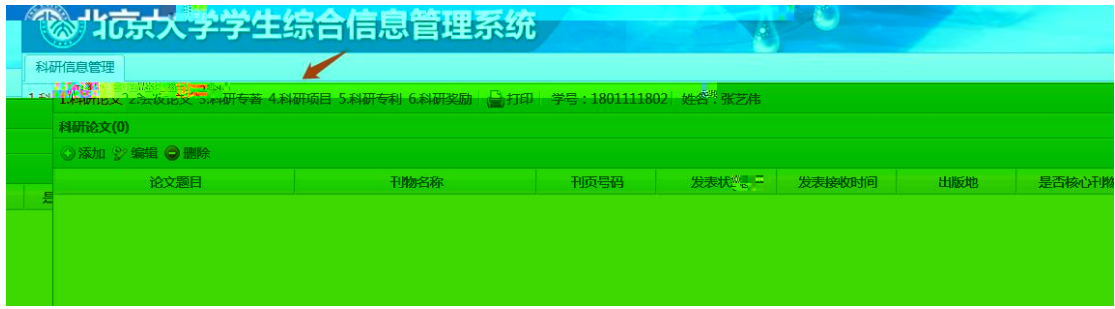 北京大学学生综合信息管理系统
科研信息管理
1.科研论文 2.会议论文 3.科研专著 4.科研项目 5.科研专利 6.科研奖励 打印 学号：1801111802 姓名：张艺伟
科研论文(0)
添加 编辑 删除
论文题目 刊物名称 刊页号码 发表状 发表接收时间 出版地 是否核心刊物
是